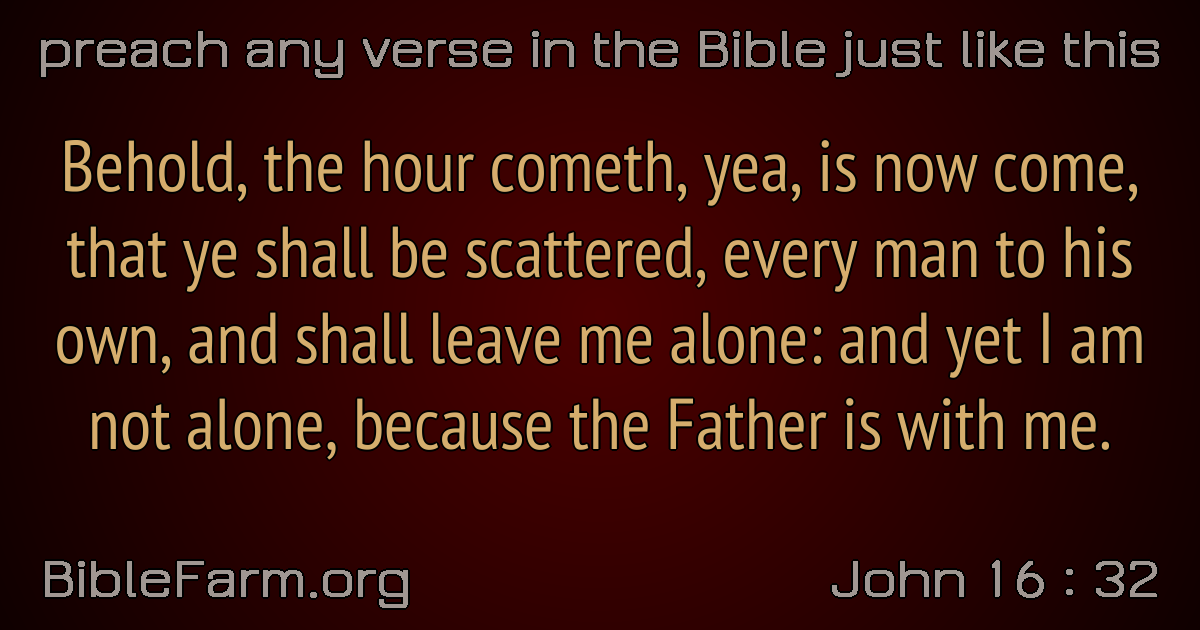 preach any verse in the Bible just like this
Behold, the hour cometh, yea, is now come,
that ye shall be scattered, every man to his
own, and shall leave me alone: and yet I am
not alone, because the Father is with me.
BibleFarm.org
John 16 : 32